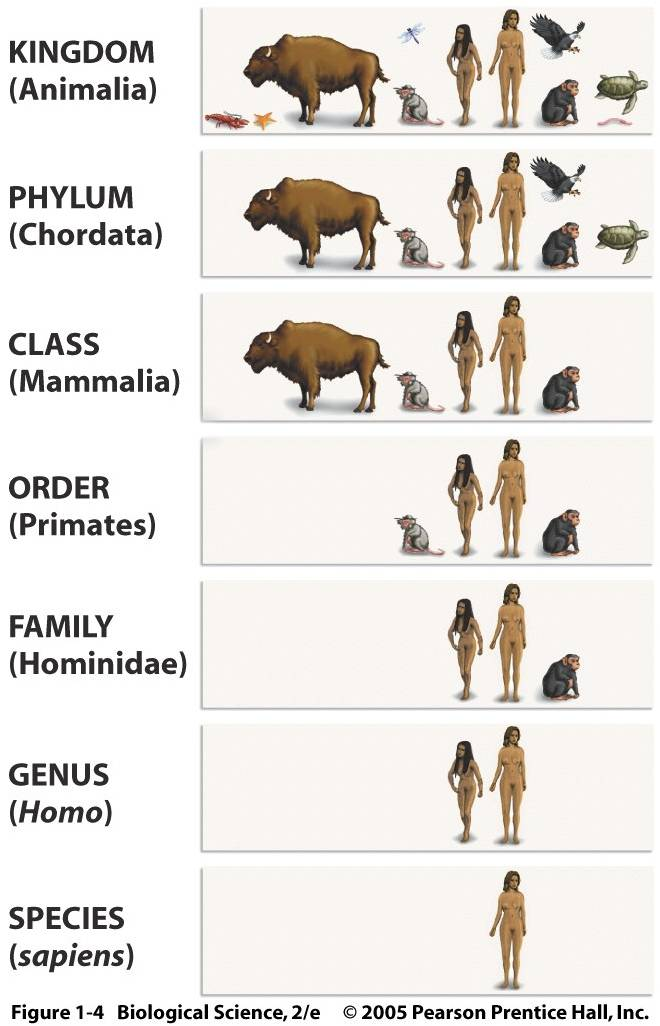 KINGDOM
(Animalia)
PHYLUM
(Chordata)
CLASS
(Mammalia)
ORDER
(Primates)
FAMILY
(Hominidae)
GENUS
(Homo)
SPECIES
(sapiens)
Figure 1-4 Biological Science, 2/e © 2005 Pearson Prentice Hall, Inc.